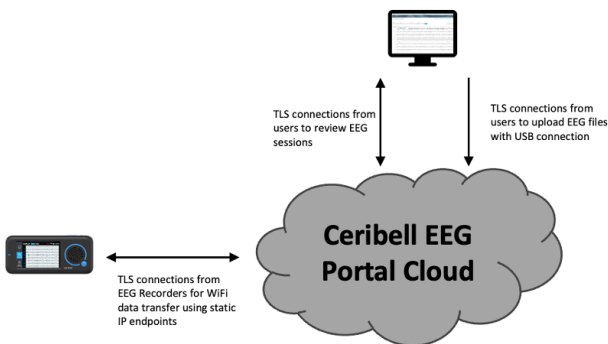 TLS connections from
users to review EEG
sessions
TLS connections from
users to upload EEG files
with USB connection
Ceribell EEG
Portal Cloud
TLS connections from
EEG Recorders for WiFi
data transfer using static
IP endpoints